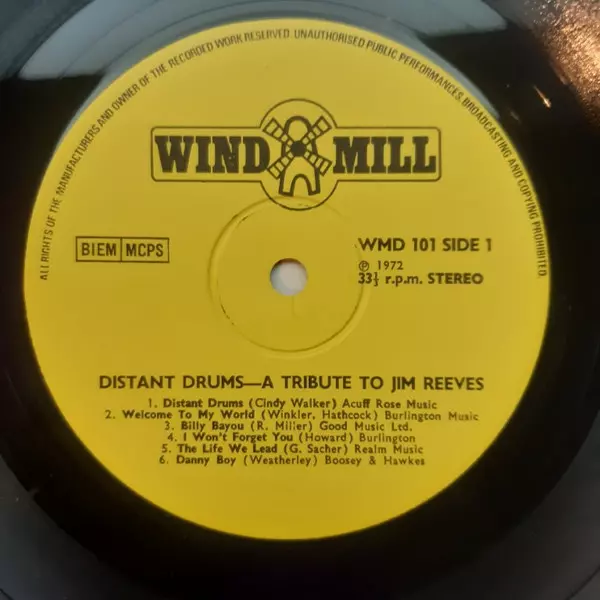 ALL RIGHTS OF THE MANUFACTURERS AND OWNER OF THE RECORDED WORK RESERVED. UNAUTHORISED PUBLIC PERFORMANCES, BROADCASTING AND COPYING PROHIBITED.
WIND MILL
BIEM MCPS
WMD 101 SIDE 1
℗ 1972
33⅓ r.p.m. STEREO
DISTANT DRUMS—A TRIBUTE TO JIM REEVES
1. Distant Drums (Cindy Walker) Acuff Rose Music
2. Welcome To My World (Winkler, Hathcock) Burlington Music
3. Billy Bayou (R. Miller) Good Music Ltd.
4. I Won't Forget You (Howard) Burlington
5. The Life We Lead (G. Sacher) Realm Music
6. Danny Boy (Weatherley) Boosey & Hawkes